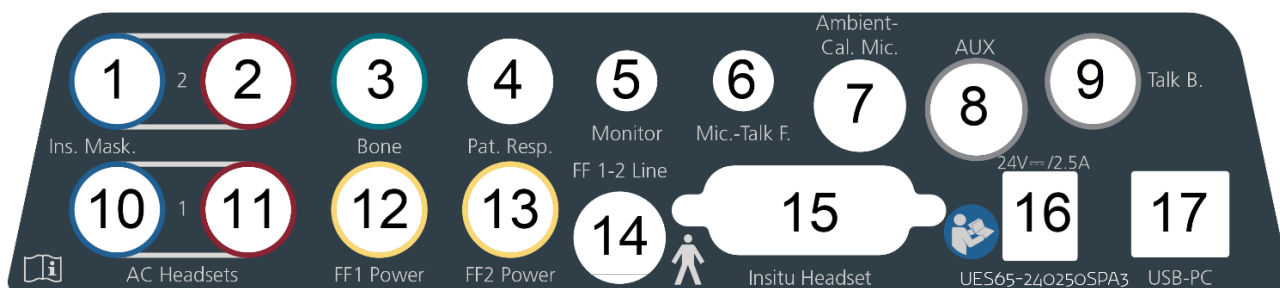 Ambient-
Cal. Mic.
AUX
1 2 2 3 4 5 6 7 8 9 Talk B.
Ins. Mask. Bone Pat. Resp. Monitor Mic.-Talk F.
FF 1-2 Line 24V⎓/2.5A
10 1 11 12 13 14 15 16 17
AC Headsets FF1 Power FF2 Power Insitu Headset UES65-240250SPA3 USB-PC